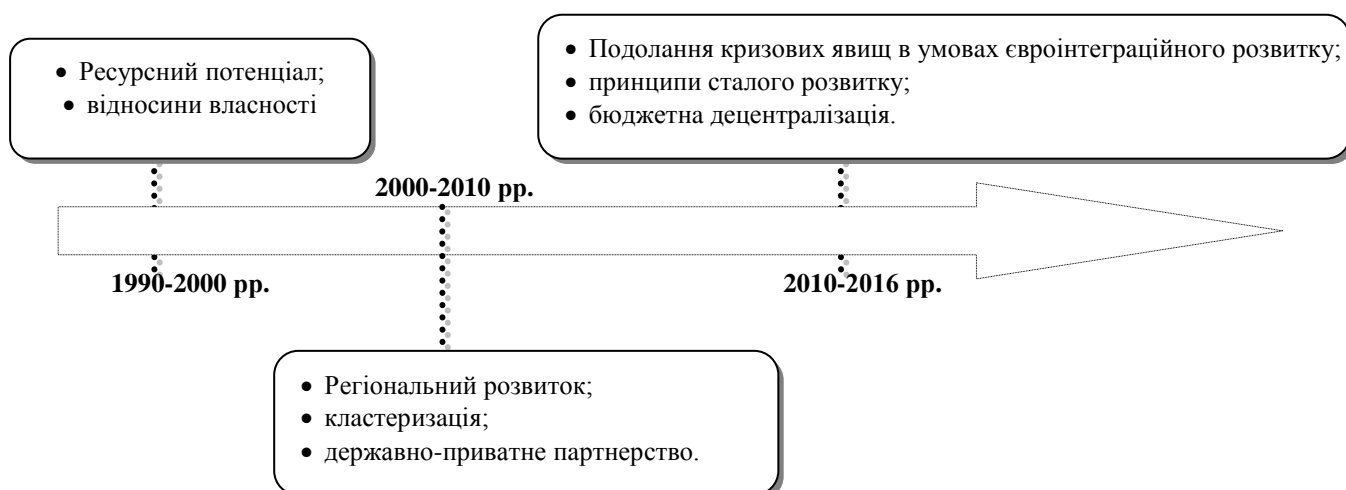 • Ресурсний потенціал;
• відносини власності
• Подолання кризових явищ в умовах євроінтеграційного розвитку;
• принципи сталого розвитку;
• бюджетна децентралізація.
2000-2010 рр.
1990-2000 рр.
2010-2016 рр.
• Регіональний розвиток;
• кластеризація;
• державно-приватне партнерство.